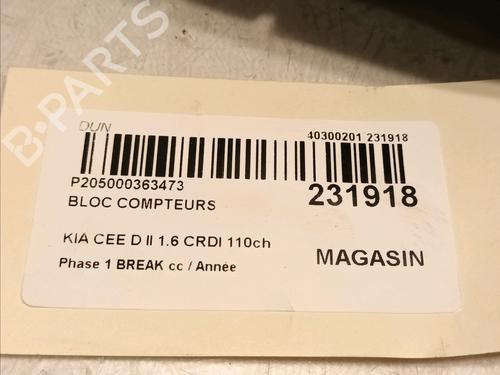 DUN
40300201 231918
P205000363473
231918
BLOC COMPTEURS
KIA CEE D II 1.6 CRDI 110ch
MAGASIN
Phase 1 BREAK cc / Année
B-PARTS